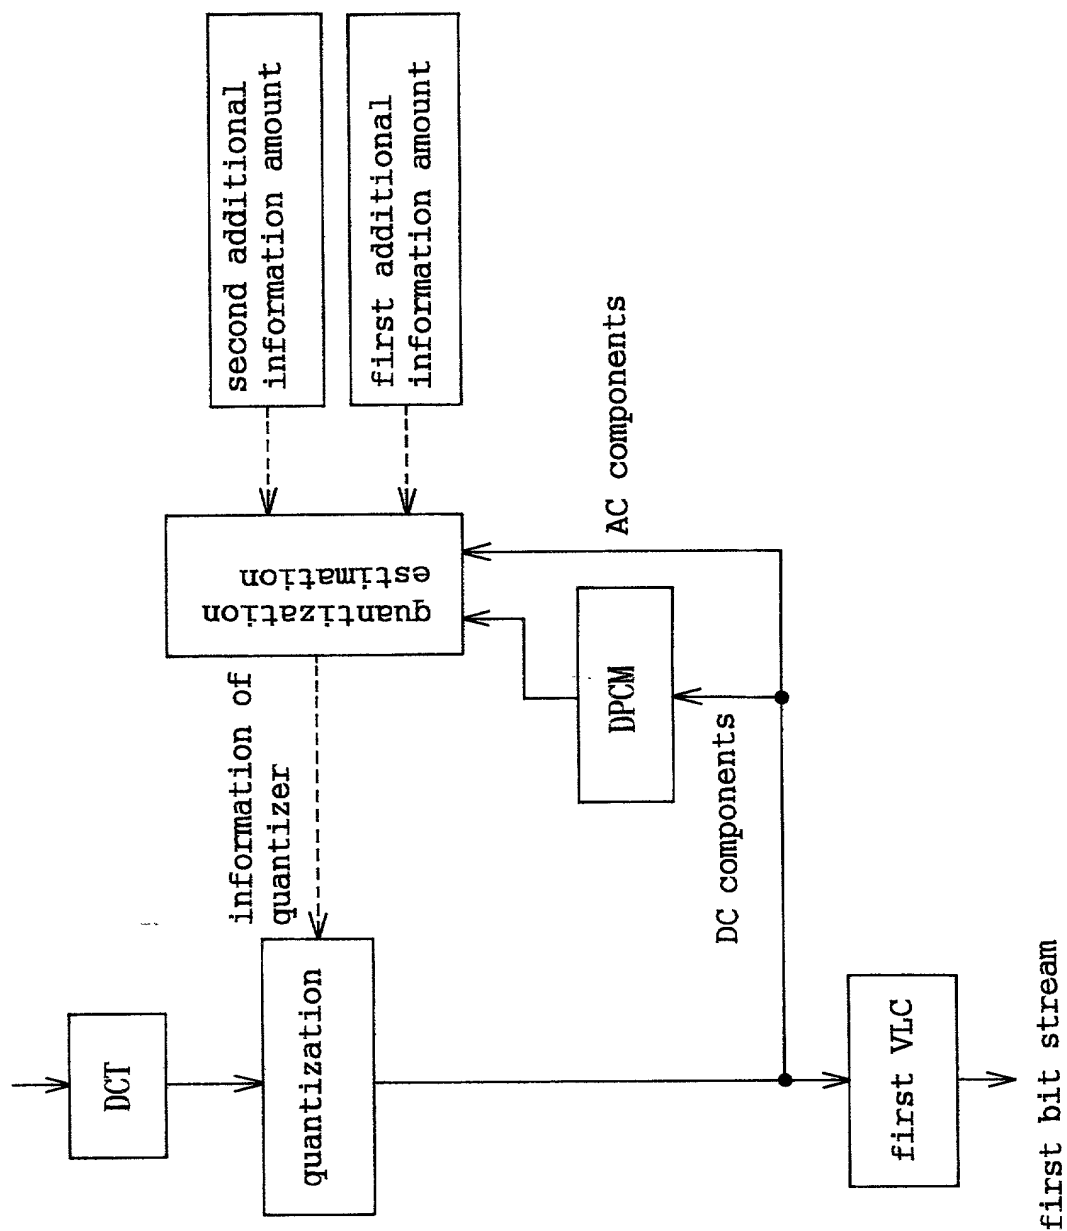 second additional
information amount
first additional
information amount
quantization
estimation
AC components
DPCM
DC components
information of
quantizer
DCT
quantization
first VLC
first bit stream